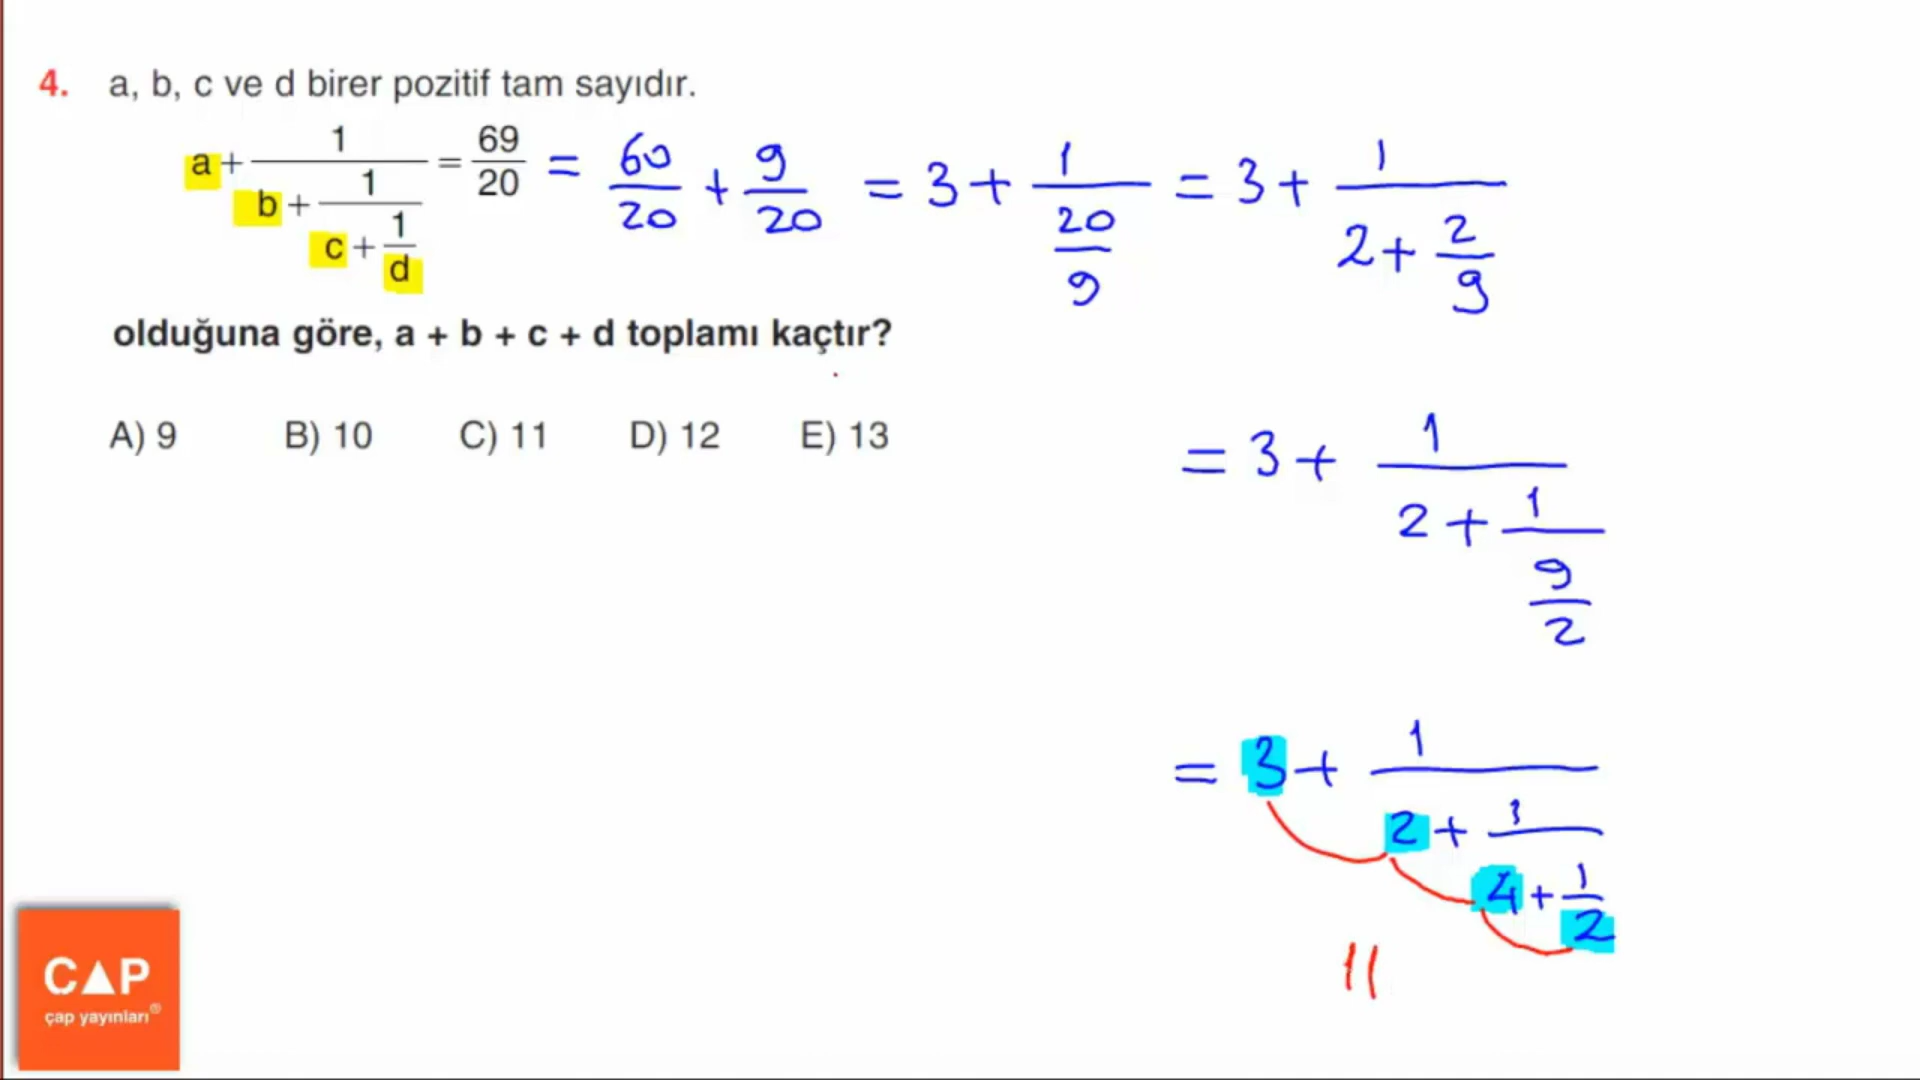 4. a, b, c ve d birer pozitif tam sayıdır.
a + 1/(b + 1/(c + 1/d)) = 69/20 = 60/20 + 9/20 = 3 + 1/(20/9) = 3 + 1/(2 + 2/9)
olduğuna göre, a + b + c + d toplamı kaçtır?
A) 9 B) 10 C) 11 D) 12 E) 13
= 3 + 1/(2 + 1/(9/2))
= 3 + 1/(2 + 1/(4 + 1/2))
11
CAP
çap yayınları®